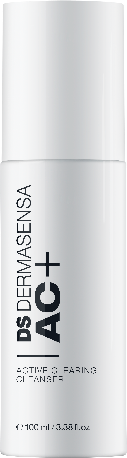 DS DERMASENSA
AC+
ACTIVE CLEARING
CLEANSER
℮ 100 ml / 3.38 fl.oz